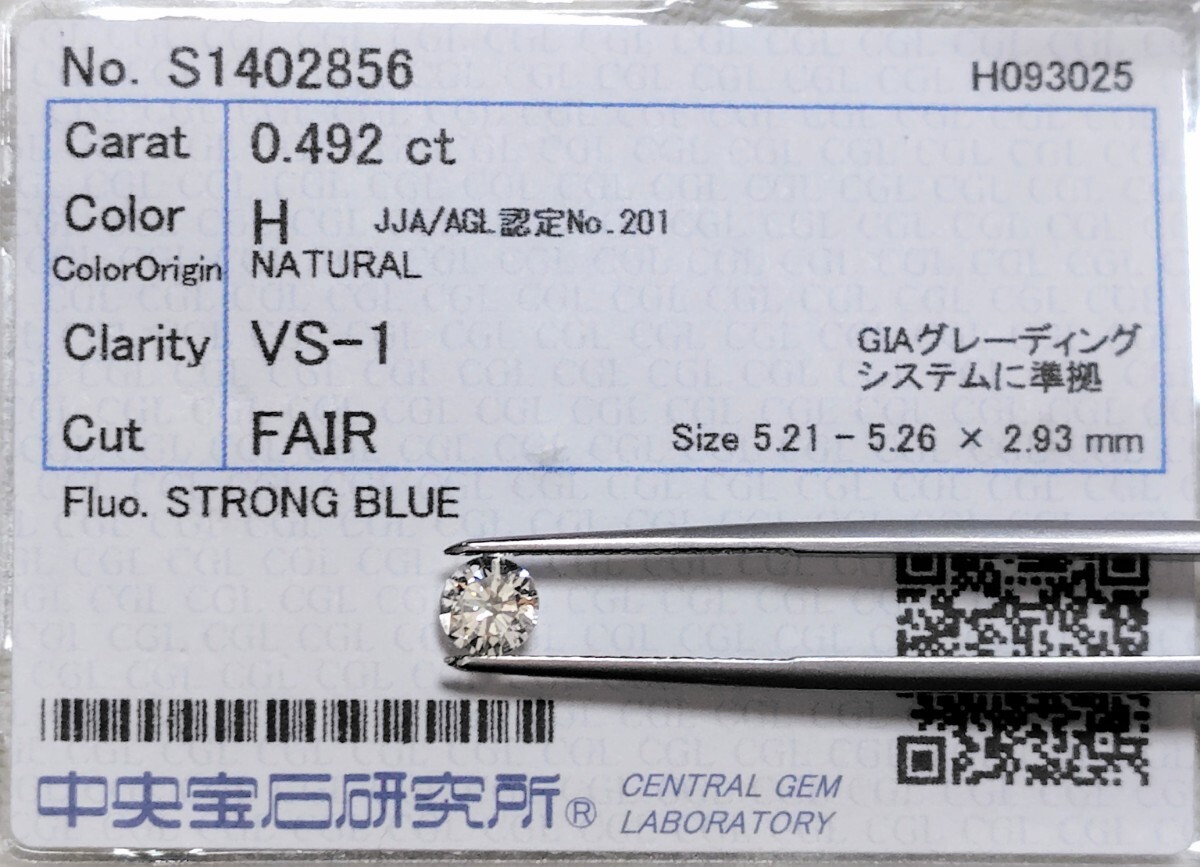 No. S1402856
H093025
Carat 0.492 ct
Color H JJA/AGL認定No.201
ColorOrigin NATURAL
Clarity VS-1
GIAグレーディング
システムに準拠
Cut FAIR Size 5.21 - 5.26 × 2.93 mm
Fluo. STRONG BLUE
中央宝石研究所® CENTRAL GEM
LABORATORY